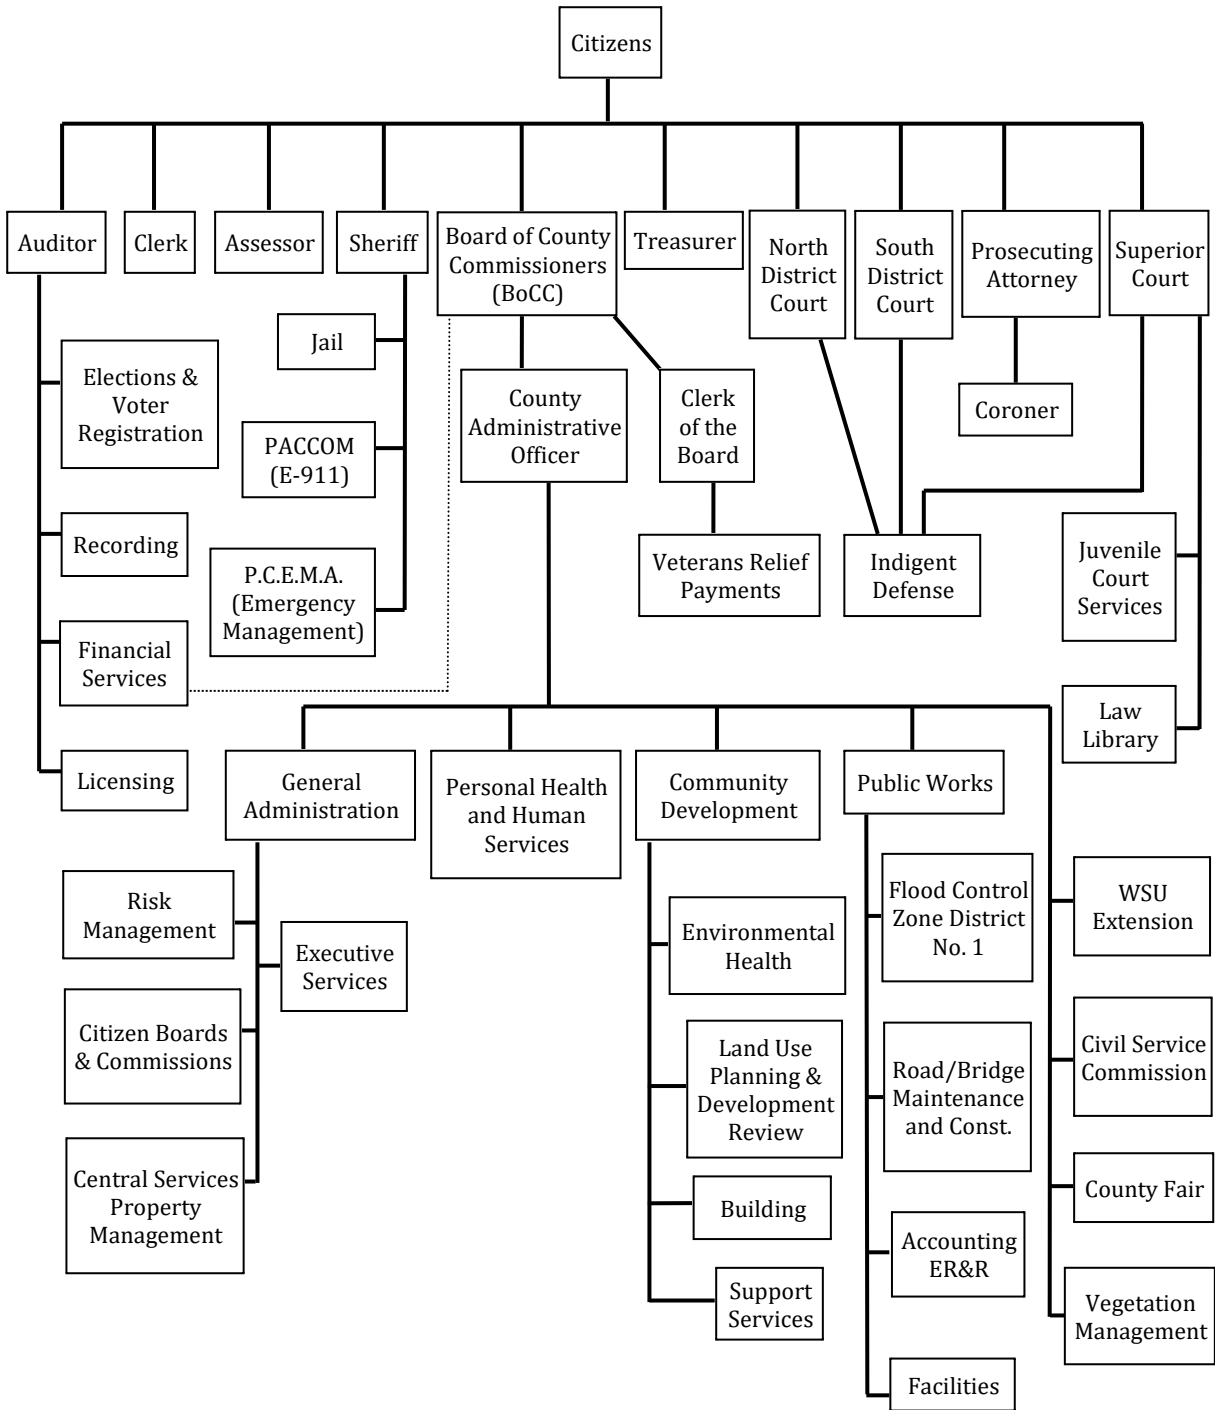 Citizens
Auditor
Clerk
Assessor
Sheriff
Board of County
Commissioners
(BoCC)
Treasurer
North
District
Court
South
District
Court
Prosecuting
Attorney
Superior
Court
Jail
Elections &
Voter
Registration
County
Administrative
Officer
Clerk
of the
Board
Coroner
PACCOM
(E-911)
Recording
P.C.E.M.A.
(Emergency
Management)
Veterans Relief
Payments
Indigent
Defense
Juvenile
Court
Services
Financial
Services
Law
Library
Licensing
General
Administration
Personal Health
and Human
Services
Community
Development
Public Works
Risk
Management
Executive
Services
Environmental
Health
Flood Control
Zone District
No. 1
WSU
Extension
Citizen Boards
& Commissions
Land Use
Planning &
Development
Review
Road/Bridge
Maintenance
and Const.
Civil Service
Commission
Central Services
Property
Management
Building
County Fair
Accounting
ER&R
Support
Services
Vegetation
Management
Facilities